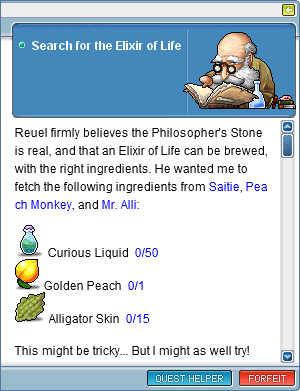 Search for the Elixir of Life
Reuel firmly believes the Philosopher's Stone
is real, and that an Elixir of Life can be brewed,
with the right ingredients. He wanted me to
fetch the following ingredients from Saitie, Pea
ch Monkey, and Mr. Alli:
Curious Liquid 0/50
Golden Peach 0/1
Alligator Skin 0/15
This might be tricky... But I might as well try!
QUEST HELPER
FORFEIT